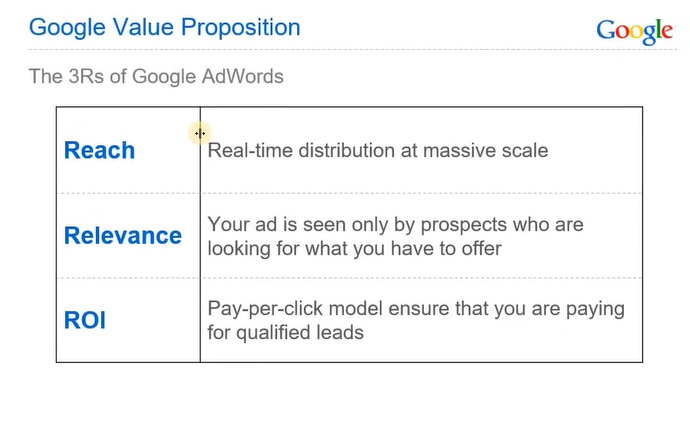 Google Value Proposition
Google
The 3Rs of Google AdWords
Reach
Real-time distribution at massive scale
Relevance
Your ad is seen only by prospects who are
looking for what you have to offer
ROI
Pay-per-click model ensure that you are paying
for qualified leads